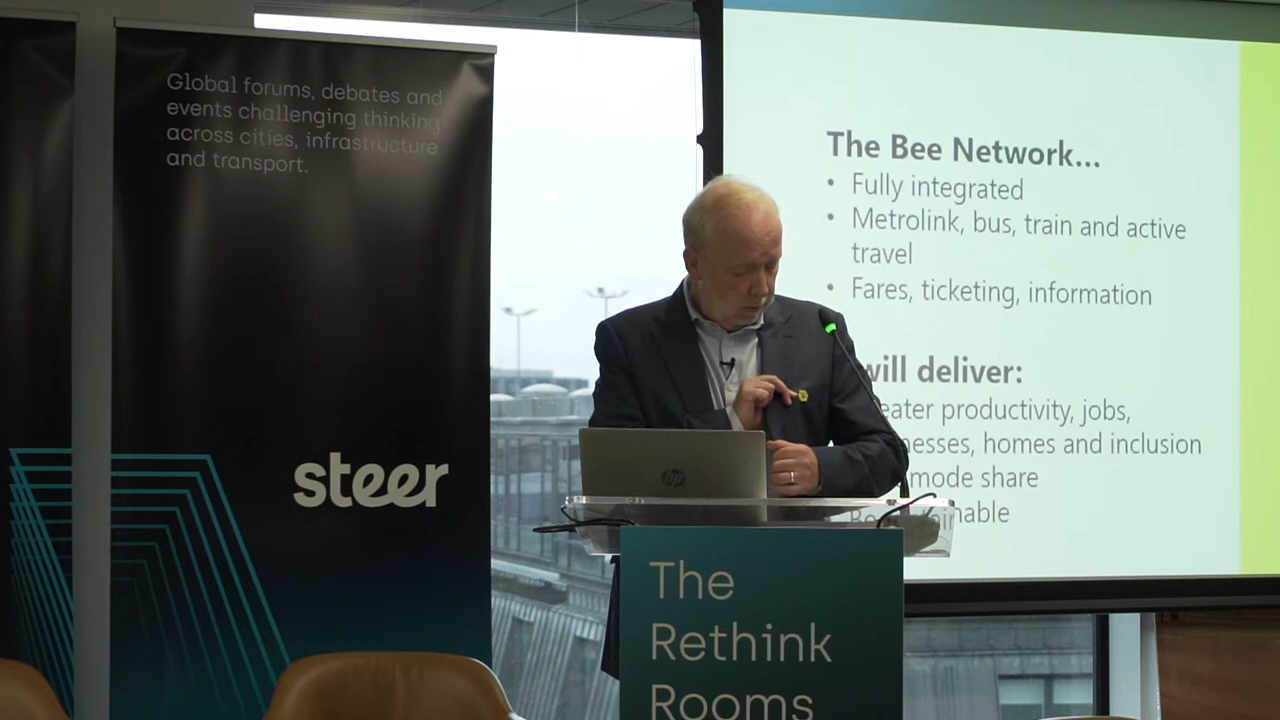 Global forums, debates and
events challenging thinking
across cities, infrastructure
and transport.
steer
The Bee Network...
• Fully integrated
• Metrolink, bus, train and active
travel
• Fares, ticketing, information
will deliver:
jobs,
productivity,
homes and inclusion
mode share
hp
The
Rethink
Rooms